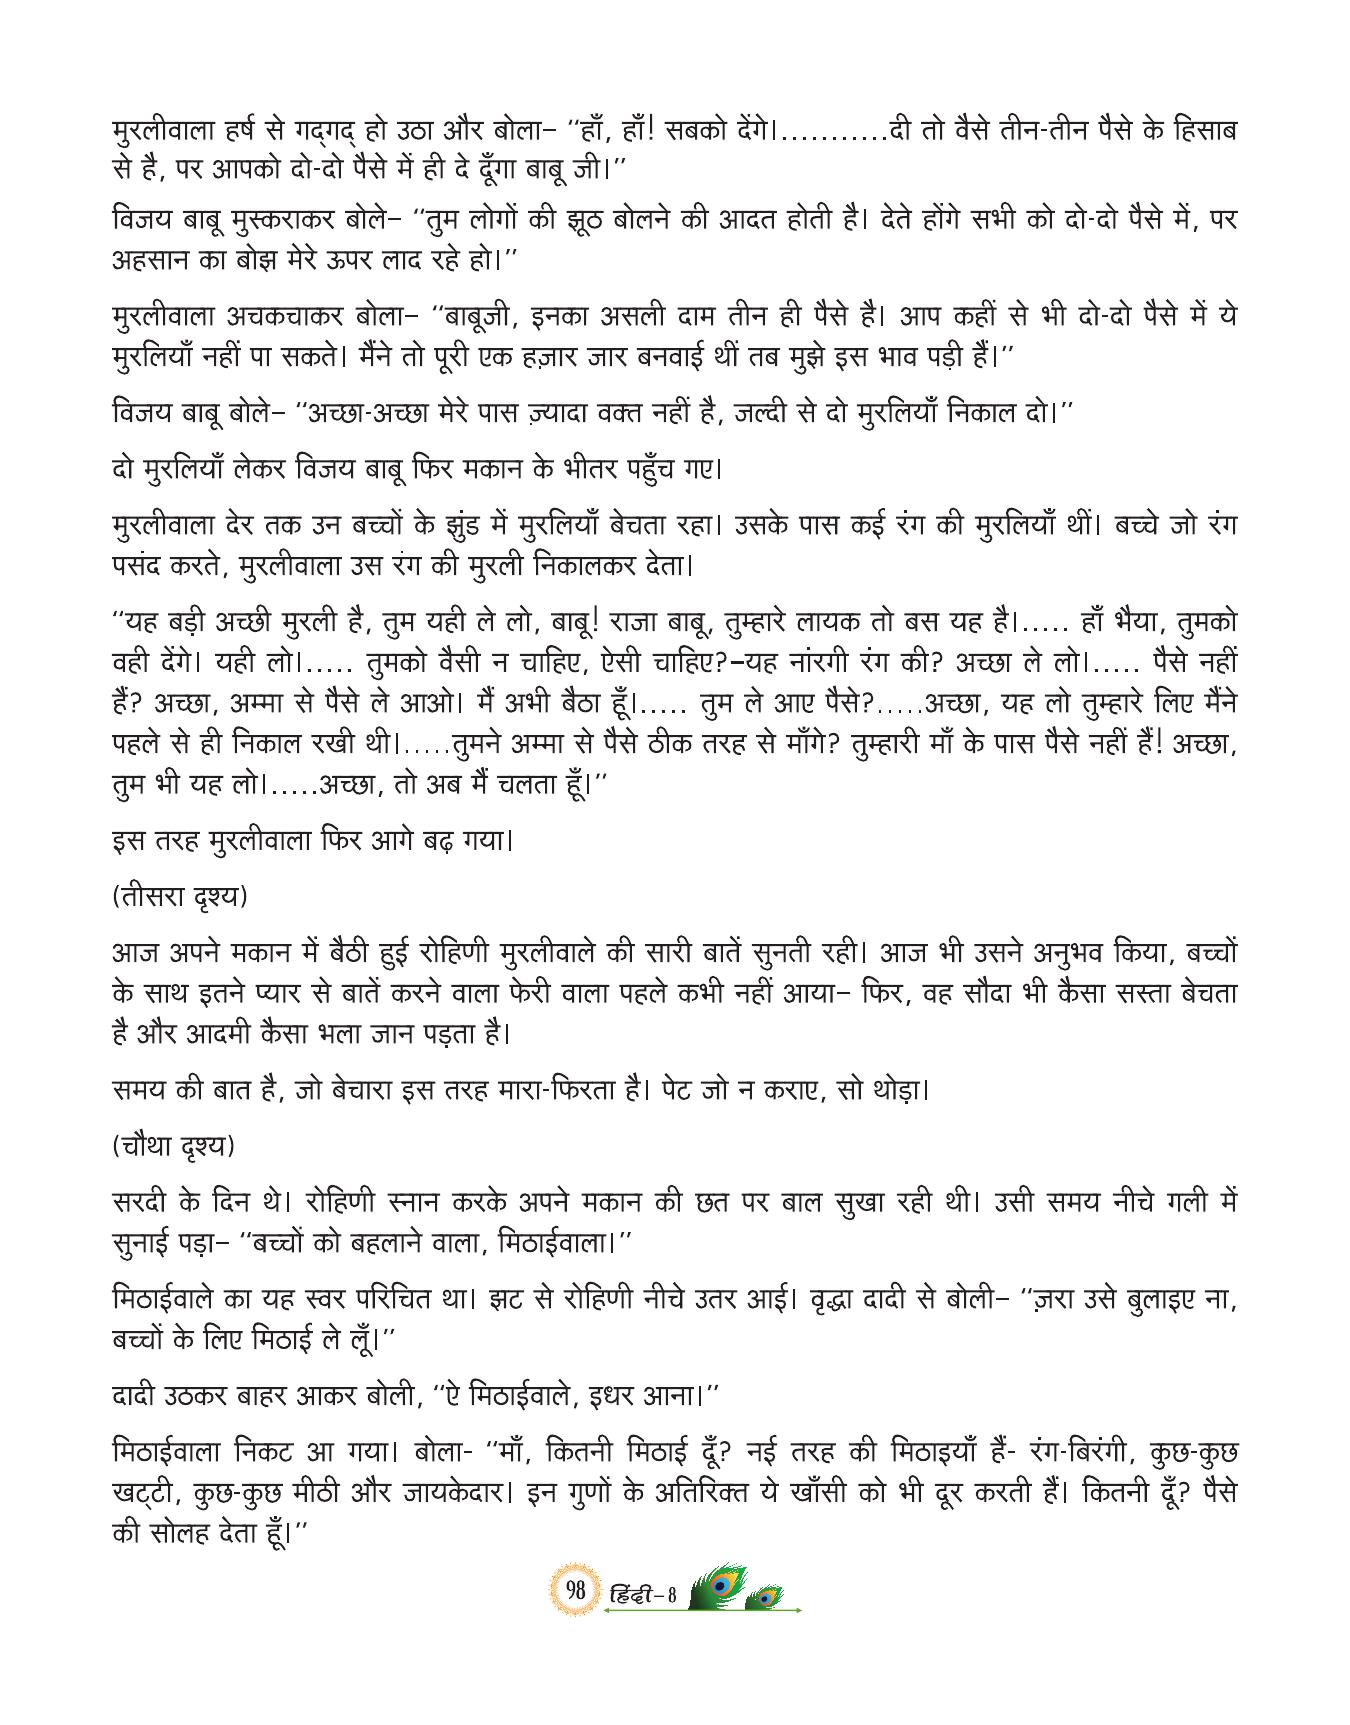 मुरलीवाला हर्ष से गद्‌गद् हो उठा और बोला– ‘‘हाँ, हाँ! सबको देंगे।...........दी तो वैसे तीन-तीन पैसे के हिसाब
से है, पर आपको दो-दो पैसे में ही दे दूँगा बाबू जी।’’
विजय बाबू मुस्कराकर बोले– ‘‘तुम लोगों की झूठ बोलने की आदत होती है। देते होंगे सभी को दो-दो पैसे में, पर
अहसान का बोझ मेरे ऊपर लाद रहे हो।’’
मुरलीवाला अचकचाकर बोला– ‘‘बाबूजी, इनका असली दाम तीन ही पैसे है। आप कहीं से भी दो-दो पैसे में ये
मुरलियाँ नहीं पा सकते। मैंने तो पूरी एक हज़ार जार बनवाई थीं तब मुझे इस भाव पड़ी हैं।’’
विजय बाबू बोले– ‘‘अच्छा-अच्छा मेरे पास ज़्यादा वक्त नहीं है, जल्दी से दो मुरलियाँ निकाल दो।’’
दो मुरलियाँ लेकर विजय बाबू फिर मकान के भीतर पहुँच गए।
मुरलीवाला देर तक उन बच्चों के झुंड में मुरलियाँ बेचता रहा। उसके पास कई रंग की मुरलियाँ थीं। बच्चे जो रंग
पसंद करते, मुरलीवाला उस रंग की मुरली निकालकर देता।
‘‘यह बड़ी अच्छी मुरली है, तुम यही ले लो, बाबू! राजा बाबू, तुम्हारे लायक तो बस यह है।..... हाँ भैया, तुमको
वही देंगे। यही लो।..... तुमको वैसी न चाहिए, ऐसी चाहिए?–यह नांरगी रंग की? अच्छा ले लो।..... पैसे नहीं
हैं? अच्छा, अम्मा से पैसे ले आओ। मैं अभी बैठा हूँ।..... तुम ले आए पैसे?.....अच्छा, यह लो तुम्हारे लिए मैंने
पहले से ही निकाल रखी थी।.....तुमने अम्मा से पैसे ठीक तरह से माँगे? तुम्हारी माँ के पास पैसे नहीं हैं! अच्छा,
तुम भी यह लो।.....अच्छा, तो अब मैं चलता हूँ।’’
इस तरह मुरलीवाला फिर आगे बढ़ गया।
(तीसरा दृश्य)
आज अपने मकान में बैठी हुई रोहिणी मुरलीवाले की सारी बातें सुनती रही। आज भी उसने अनुभव किया, बच्चों
के साथ इतने प्यार से बातें करने वाला फेरी वाला पहले कभी नहीं आया– फिर, वह सौदा भी कैसा सस्ता बेचता
है और आदमी कैसा भला जान पड़ता है।
समय की बात है, जो बेचारा इस तरह मारा-फिरता है। पेट जो न कराए, सो थोड़ा।
(चौथा दृश्य)
सरदी के दिन थे। रोहिणी स्नान करके अपने मकान की छत पर बाल सुखा रही थी। उसी समय नीचे गली में
सुनाई पड़ा– ‘‘बच्चों को बहलाने वाला, मिठाईवाला।’’
मिठाईवाले का यह स्वर परिचित था। झट से रोहिणी नीचे उतर आई। वृद्धा दादी से बोली– ‘‘ज़रा उसे बुलाइए ना,
बच्चों के लिए मिठाई ले लूँ।’’
दादी उठकर बाहर आकर बोली, ‘‘ऐ मिठाईवाले, इधर आना।’’
मिठाईवाला निकट आ गया। बोला- ‘‘माँ, कितनी मिठाई दूँ? नई तरह की मिठाइयाँ हैं- रंग-बिरंगी, कुछ-कुछ
खट्‌टी, कुछ-कुछ मीठी और जायकेदार। इन गुणों के अतिरिक्त ये खाँसी को भी दूर करती हैं। कितनी दूँ? पैसे
की सोलह देता हूँ।’’
98 हिंदी–8